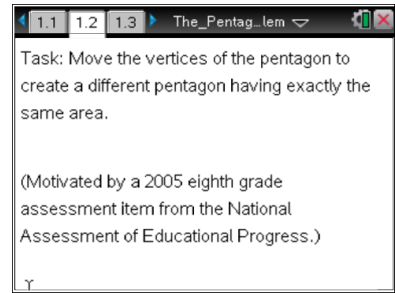 1.1 1.2 1.3 The_Pentag...lem
Task: Move the vertices of the pentagon to
create a different pentagon having exactly the
same area.
(Motivated by a 2005 eighth grade
assessment item from the National
Assessment of Educational Progress.)